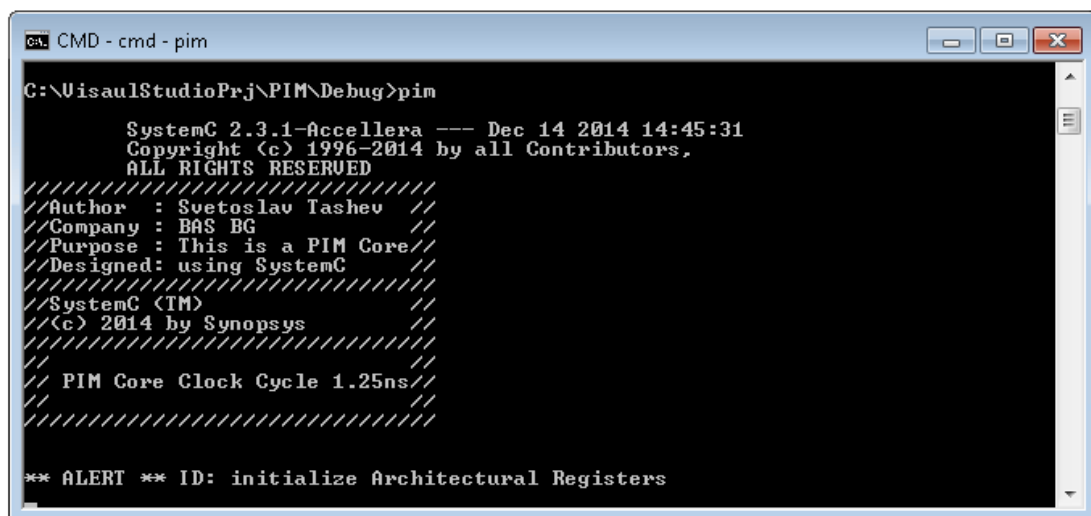 CMD - cmd - pim
C:\VisaulStudioPrj\PIM\Debug>pim
SystemC 2.3.1-Accellera --- Dec 14 2014 14:45:31
Copyright (c) 1996-2014 by all Contributors,
ALL RIGHTS RESERVED
////////////////////////////////
//Author  : Svetoslav Tashev  //
//Company : BAS BG            //
//Purpose : This is a PIM Core//
//Designed: using SystemC     //
////////////////////////////////
//SystemC (TM)                //
//(c) 2014 by Synopsys        //
////////////////////////////////
//                            //
// PIM Core Clock Cycle 1.25ns//
//                            //
////////////////////////////////
** ALERT ** ID: initialize Architectural Registers